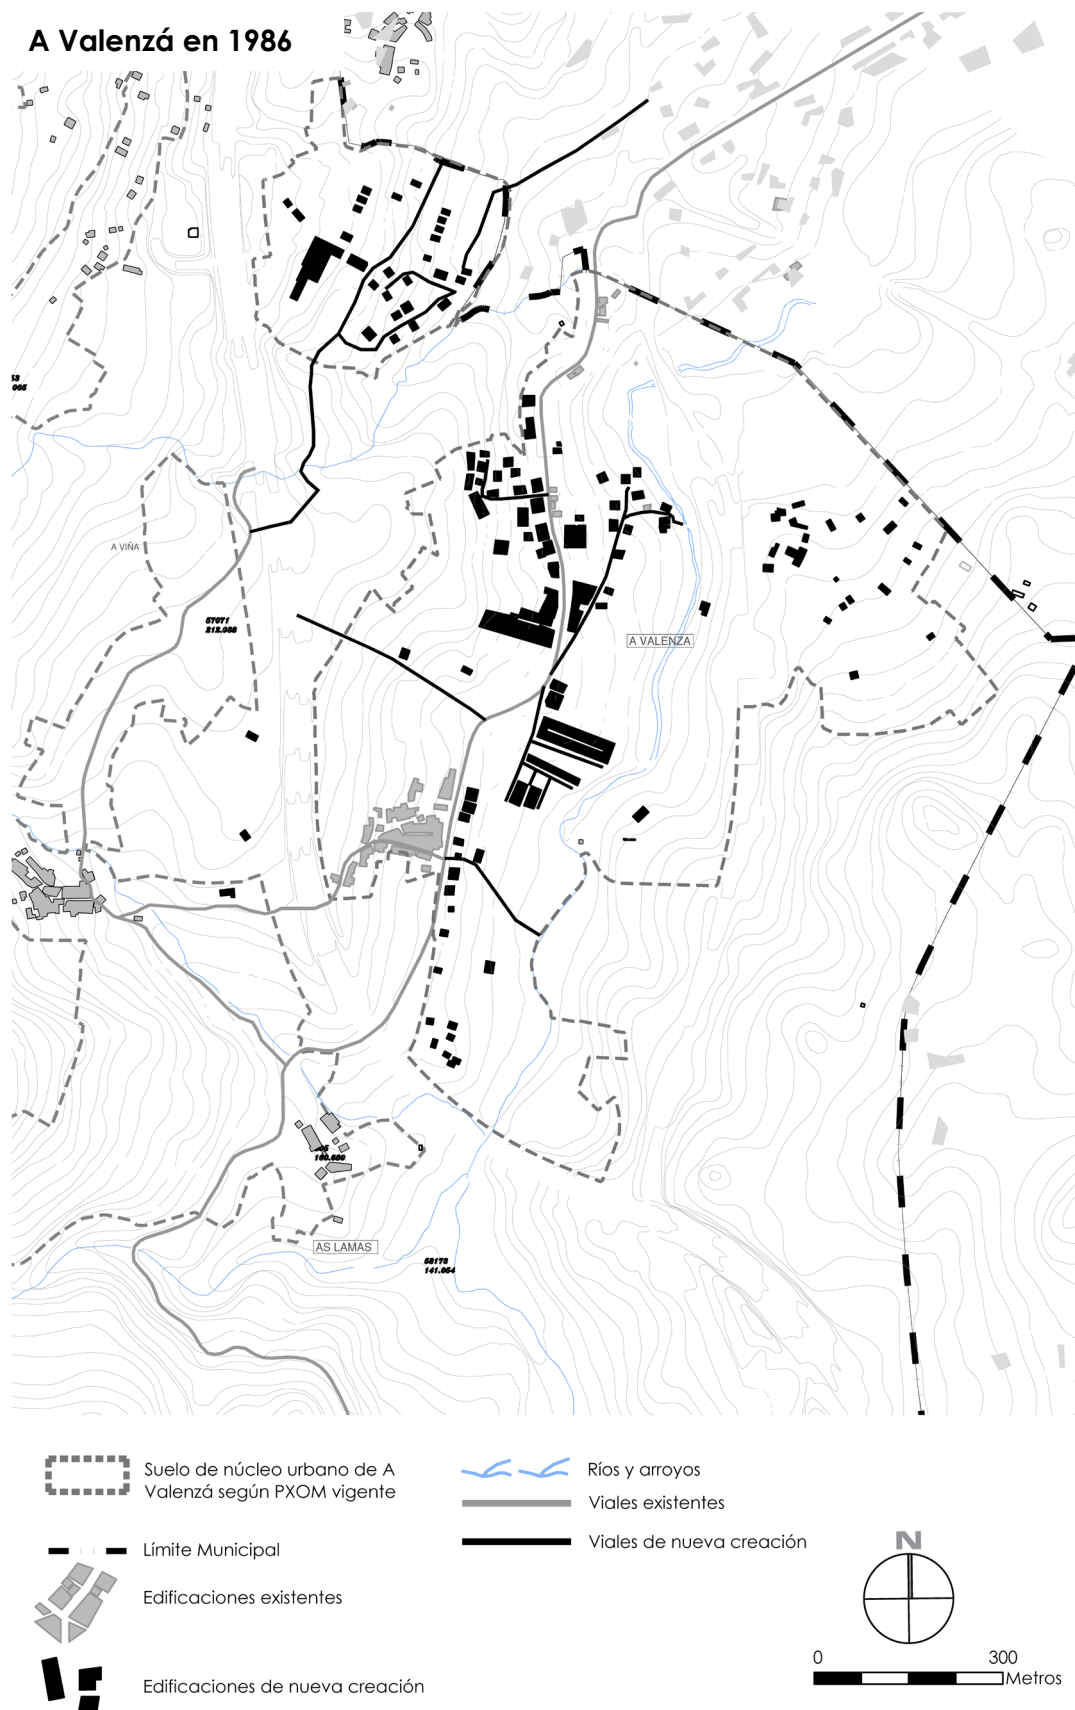 A Valenzá en 1986
A VIÑA
57071
212.088
A VALENZA
AS LAMAS
58173
141.054
Suelo de núcleo urbano de A
Valenzá según PXOM vigente
Límite Municipal
Edificaciones existentes
Edificaciones de nueva creación
Ríos y arroyos
Viales existentes
Viales de nueva creación
N
0 300
Metros